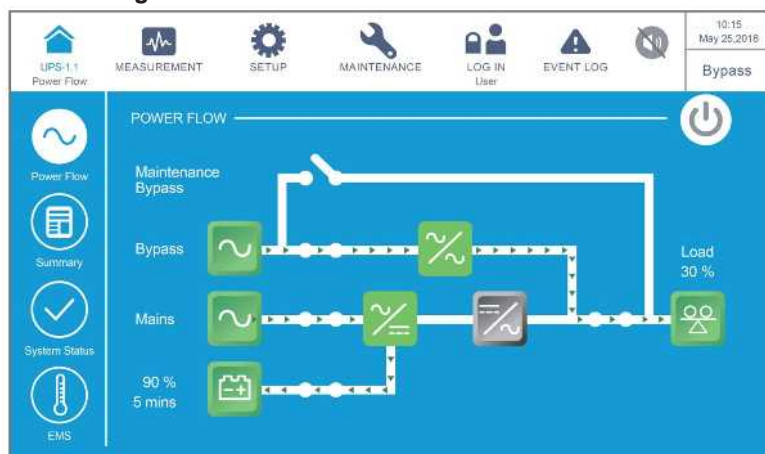 UPS-1.1
Power Flow
MEASUREMENT
SETUP
MAINTENANCE
LOG IN
User
EVENT LOG
10:15
May 25,2016
Bypass
POWER FLOW
Power Flow
Summary
System Status
EMS
Maintenance
Bypass
Bypass
Mains
90 %
5 mins
Load
30 %